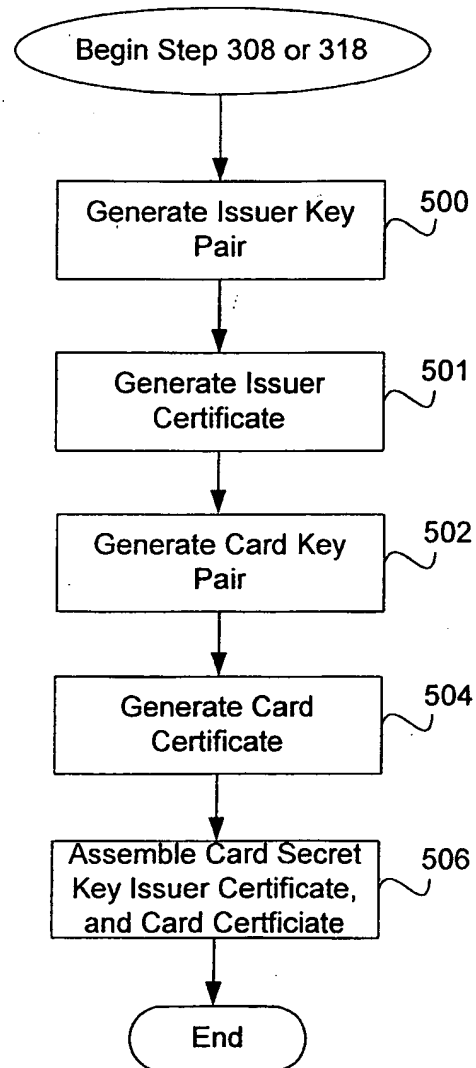 Begin Step 308 or 318
Generate Issuer Key
Pair
500
Generate Issuer
Certificate
501
Generate Card Key
Pair
502
Generate Card
Certificate
504
Assemble Card Secret
Key Issuer Certificate,
and Card Certficiate
506
End